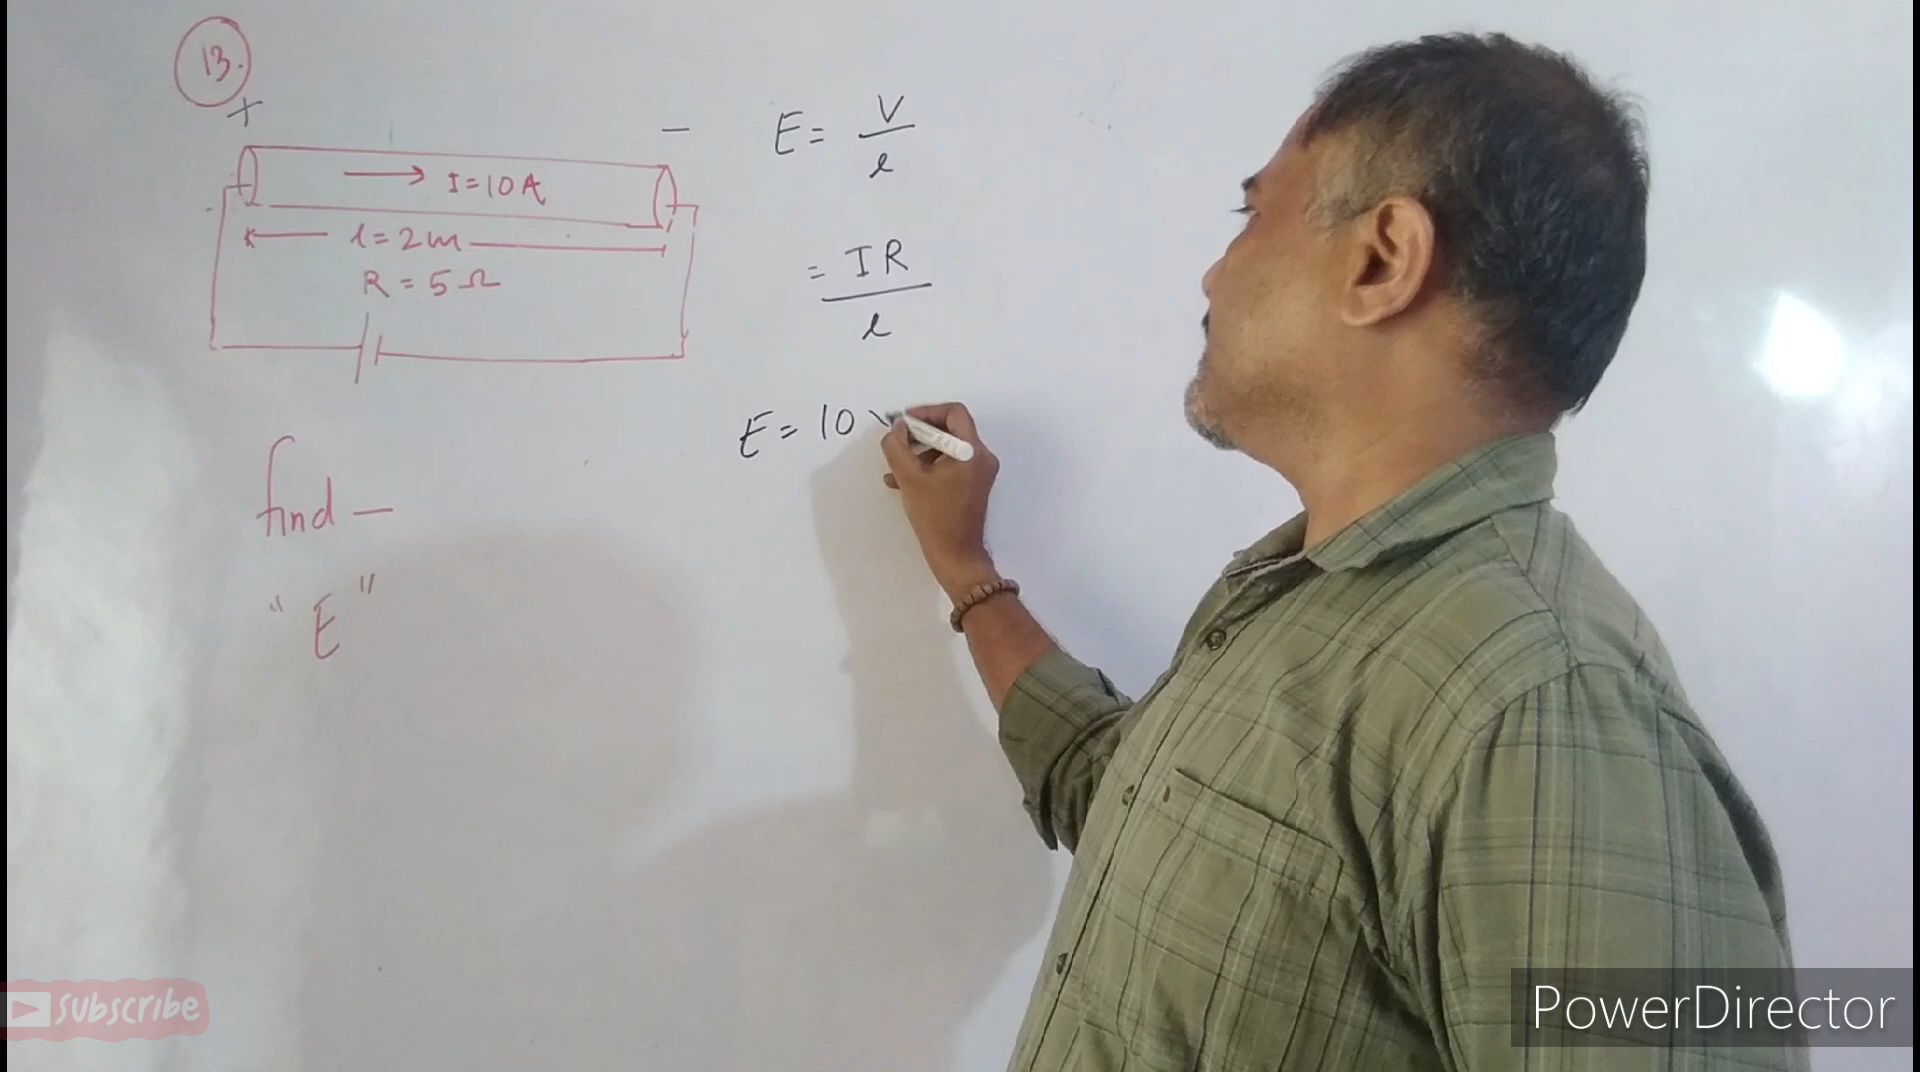 13.
+ −
I = 10A
l = 2m
R = 5Ω
find —
"E"
E = V/l
= IR/l
E = 10 ×
Subscribe
PowerDirector